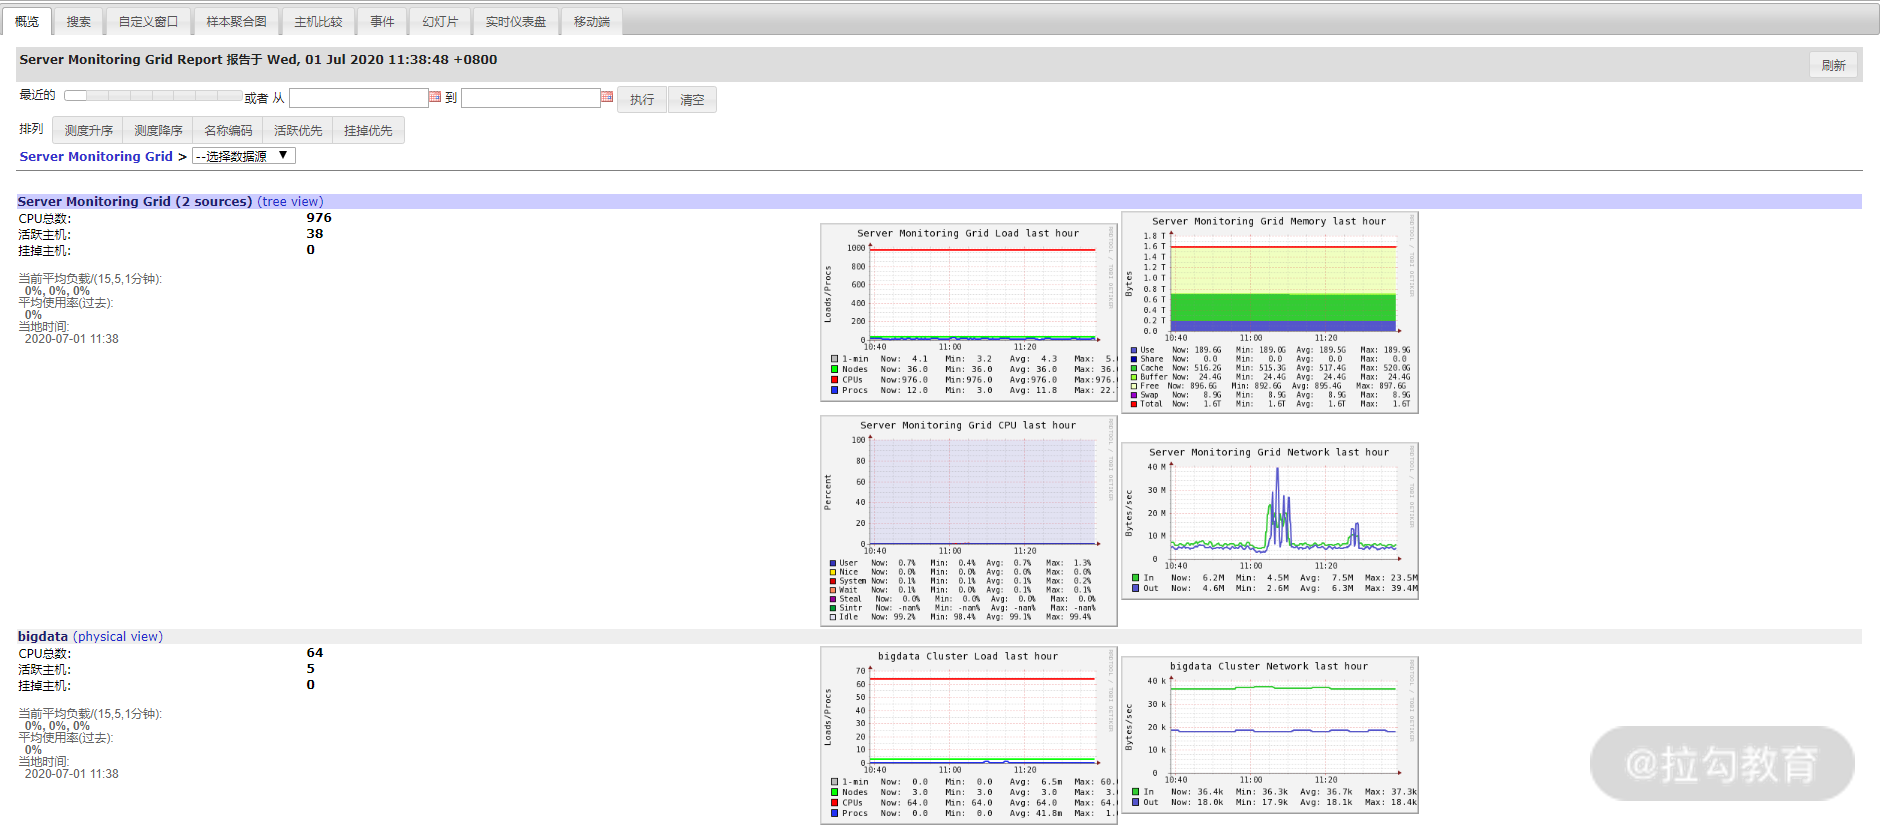 概览 搜索 自定义窗口 样本聚合图 主机比较 事件 幻灯片 实时仪表盘 移动端
Server Monitoring Grid Report 报告于 Wed, 01 Jul 2020 11:38:48 +0800
刷新
最近的 或者 从 到 执行 清空
排列 测度升序 测度降序 名称编码 活跃优先 挂掉优先
Server Monitoring Grid > --选择数据源
Server Monitoring Grid (2 sources) (tree view)
CPU总数: 976
活跃主机: 38
挂掉主机: 0
当前平均负载/(15,5,1分钟):
0%, 0%, 0%
平均使用率(过去):
0%
当地时间:
2020-07-01 11:38
Server Monitoring Grid Load last hour
Loads/Procs
1000
800
600
400
200
0
10:40 11:00 11:20
1-min Now: 4.1 Min: 3.2 Avg: 4.3 Max: 5.
Nodes Now: 36.0 Min: 36.0 Avg: 36.0 Max: 36.
CPUs Now:976.0 Min:976.0 Avg:976.0 Max:976.
Procs Now: 12.0 Min: 3.0 Avg: 11.8 Max: 22.
RRDTOOL / TOBI OETIKER
Server Monitoring Grid Memory last hour
Bytes
1.8 T
1.6 T
1.4 T
1.2 T
1.0 T
0.8 T
0.6 T
0.4 T
0.2 T
0.0
10:40 11:00 11:20
Use Now: 189.6G Min: 189.0G Avg: 189.5G Max: 189.9G
Share Now: 0.0 Min: 0.0 Avg: 0.0 Max: 0.0
Cache Now: 516.2G Min: 515.3G Avg: 517.4G Max: 520.0G
Buffer Now: 24.4G Min: 24.4G Avg: 24.4G Max: 24.4G
Free Now: 896.6G Min: 892.6G Avg: 895.4G Max: 897.6G
Swap Now: 8.9G Min: 8.9G Avg: 8.9G Max: 8.9G
Total Now: 1.6T Min: 1.6T Avg: 1.6T Max: 1.6T
RRDTOOL / TOBI OETIKER
Server Monitoring Grid CPU last hour
Percent
100
80
60
40
20
0
10:40 11:00 11:20
User Now: 0.7% Min: 0.4% Avg: 0.7% Max: 1.3%
Nice Now: 0.0% Min: 0.0% Avg: 0.0% Max: 0.0%
System Now: 0.1% Min: 0.1% Avg: 0.1% Max: 0.2%
Wait Now: 0.1% Min: 0.0% Avg: 0.1% Max: 0.1%
Steal Now: 0.0% Min: 0.0% Avg: 0.0% Max: 0.0%
Sintr Now: -nan% Min: -nan% Avg: -nan% Max: -nan%
Idle Now: 99.2% Min: 98.4% Avg: 99.1% Max: 99.4%
RRDTOOL / TOBI OETIKER
Server Monitoring Grid Network last hour
Bytes/sec
40 M
30 M
20 M
10 M
0
10:40 11:00 11:20
In Now: 6.2M Min: 4.5M Avg: 7.5M Max: 23.5M
Out Now: 4.6M Min: 2.6M Avg: 6.3M Max: 39.4M
RRDTOOL / TOBI OETIKER
bigdata (physical view)
CPU总数: 64
活跃主机: 5
挂掉主机: 0
当前平均负载/(15,5,1分钟):
0%, 0%, 0%
平均使用率(过去):
0%
当地时间:
2020-07-01 11:38
bigdata Cluster Load last hour
Loads/Procs
70
60
50
40
30
20
10
0
10:40 11:00 11:20
1-min Now: 0.0 Min: 0.0 Avg: 6.5m Max: 60.
Nodes Now: 3.0 Min: 3.0 Avg: 3.0 Max: 3.
CPUs Now: 64.0 Min: 64.0 Avg: 64.0 Max: 64.
Procs Now: 0.0 Min: 0.0 Avg: 41.8m Max: 1.
RRDTOOL / TOBI OETIKER
bigdata Cluster Network last hour
Bytes/sec
40 k
30 k
20 k
10 k
0
10:40 11:00 11:20
In Now: 36.4k Min: 36.3k Avg: 36.7k Max: 37.3k
Out Now: 18.0k Min: 17.9k Avg: 18.1k Max: 18.4k
RRDTOOL / TOBI OETIKER
@拉勾教育